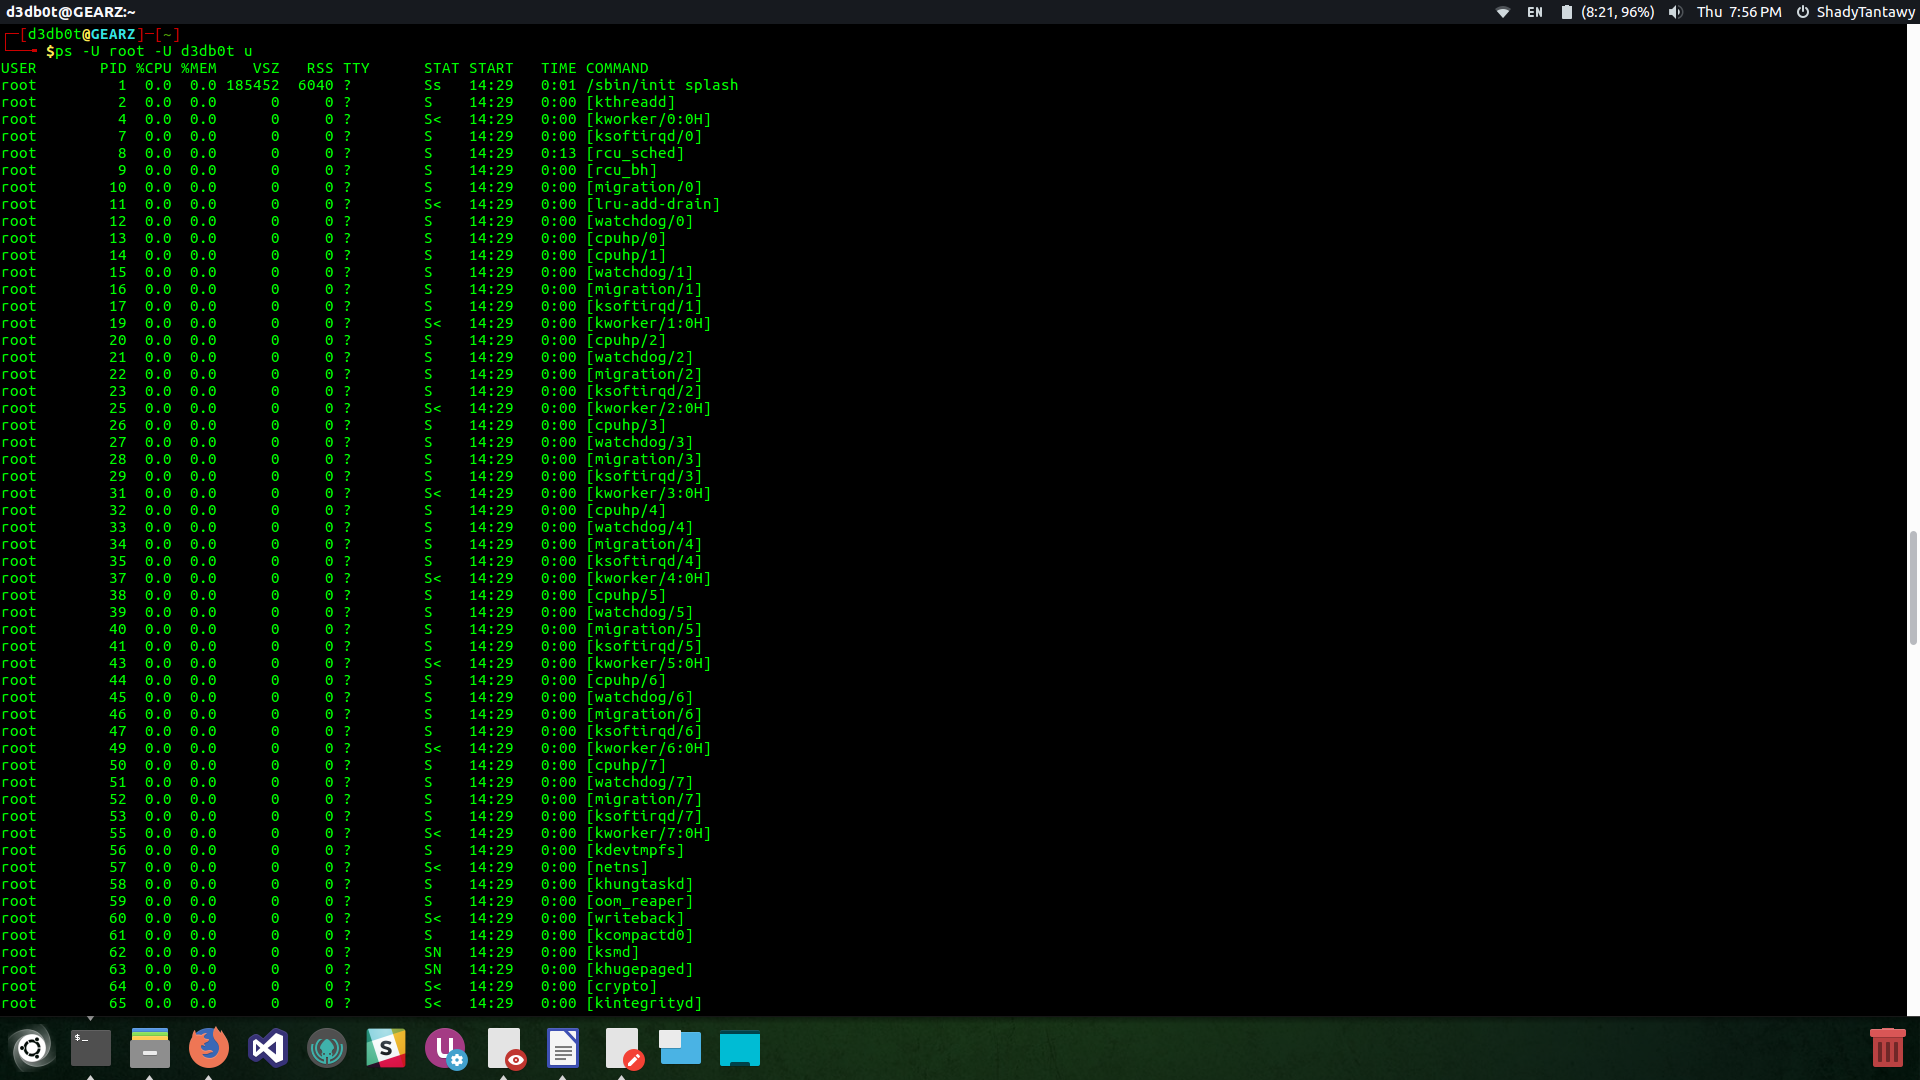 d3db0t@GEARZ:~ EN (8:21, 96%) Thu 7:56 PM ShadyTantawy
┌─[d3db0t@GEARZ]─[~]
└──╼ $ps -U root -U d3db0t u
USER       PID %CPU %MEM    VSZ   RSS TTY      STAT START   TIME COMMAND
root         1  0.0  0.0 185452  6040 ?        Ss   14:29   0:01 /sbin/init splash
root         2  0.0  0.0      0     0 ?        S    14:29   0:00 [kthreadd]
root         4  0.0  0.0      0     0 ?        S<   14:29   0:00 [kworker/0:0H]
root         7  0.0  0.0      0     0 ?        S    14:29   0:00 [ksoftirqd/0]
root         8  0.0  0.0      0     0 ?        S    14:29   0:13 [rcu_sched]
root         9  0.0  0.0      0     0 ?        S    14:29   0:00 [rcu_bh]
root        10  0.0  0.0      0     0 ?        S    14:29   0:00 [migration/0]
root        11  0.0  0.0      0     0 ?        S<   14:29   0:00 [lru-add-drain]
root        12  0.0  0.0      0     0 ?        S    14:29   0:00 [watchdog/0]
root        13  0.0  0.0      0     0 ?        S    14:29   0:00 [cpuhp/0]
root        14  0.0  0.0      0     0 ?        S    14:29   0:00 [cpuhp/1]
root        15  0.0  0.0      0     0 ?        S    14:29   0:00 [watchdog/1]
root        16  0.0  0.0      0     0 ?        S    14:29   0:00 [migration/1]
root        17  0.0  0.0      0     0 ?        S    14:29   0:00 [ksoftirqd/1]
root        19  0.0  0.0      0     0 ?        S<   14:29   0:00 [kworker/1:0H]
root        20  0.0  0.0      0     0 ?        S    14:29   0:00 [cpuhp/2]
root        21  0.0  0.0      0     0 ?        S    14:29   0:00 [watchdog/2]
root        22  0.0  0.0      0     0 ?        S    14:29   0:00 [migration/2]
root        23  0.0  0.0      0     0 ?        S    14:29   0:00 [ksoftirqd/2]
root        25  0.0  0.0      0     0 ?        S<   14:29   0:00 [kworker/2:0H]
root        26  0.0  0.0      0     0 ?        S    14:29   0:00 [cpuhp/3]
root        27  0.0  0.0      0     0 ?        S    14:29   0:00 [watchdog/3]
root        28  0.0  0.0      0     0 ?        S    14:29   0:00 [migration/3]
root        29  0.0  0.0      0     0 ?        S    14:29   0:00 [ksoftirqd/3]
root        31  0.0  0.0      0     0 ?        S<   14:29   0:00 [kworker/3:0H]
root        32  0.0  0.0      0     0 ?        S    14:29   0:00 [cpuhp/4]
root        33  0.0  0.0      0     0 ?        S    14:29   0:00 [watchdog/4]
root        34  0.0  0.0      0     0 ?        S    14:29   0:00 [migration/4]
root        35  0.0  0.0      0     0 ?        S    14:29   0:00 [ksoftirqd/4]
root        37  0.0  0.0      0     0 ?        S<   14:29   0:00 [kworker/4:0H]
root        38  0.0  0.0      0     0 ?        S    14:29   0:00 [cpuhp/5]
root        39  0.0  0.0      0     0 ?        S    14:29   0:00 [watchdog/5]
root        40  0.0  0.0      0     0 ?        S    14:29   0:00 [migration/5]
root        41  0.0  0.0      0     0 ?        S    14:29   0:00 [ksoftirqd/5]
root        43  0.0  0.0      0     0 ?        S<   14:29   0:00 [kworker/5:0H]
root        44  0.0  0.0      0     0 ?        S    14:29   0:00 [cpuhp/6]
root        45  0.0  0.0      0     0 ?        S    14:29   0:00 [watchdog/6]
root        46  0.0  0.0      0     0 ?        S    14:29   0:00 [migration/6]
root        47  0.0  0.0      0     0 ?        S    14:29   0:00 [ksoftirqd/6]
root        49  0.0  0.0      0     0 ?        S<   14:29   0:00 [kworker/6:0H]
root        50  0.0  0.0      0     0 ?        S    14:29   0:00 [cpuhp/7]
root        51  0.0  0.0      0     0 ?        S    14:29   0:00 [watchdog/7]
root        52  0.0  0.0      0     0 ?        S    14:29   0:00 [migration/7]
root        53  0.0  0.0      0     0 ?        S    14:29   0:00 [ksoftirqd/7]
root        55  0.0  0.0      0     0 ?        S<   14:29   0:00 [kworker/7:0H]
root        56  0.0  0.0      0     0 ?        S    14:29   0:00 [kdevtmpfs]
root        57  0.0  0.0      0     0 ?        S<   14:29   0:00 [netns]
root        58  0.0  0.0      0     0 ?        S    14:29   0:00 [khungtaskd]
root        59  0.0  0.0      0     0 ?        S    14:29   0:00 [oom_reaper]
root        60  0.0  0.0      0     0 ?        S<   14:29   0:00 [writeback]
root        61  0.0  0.0      0     0 ?        S    14:29   0:00 [kcompactd0]
root        62  0.0  0.0      0     0 ?        SN   14:29   0:00 [ksmd]
root        63  0.0  0.0      0     0 ?        SN   14:29   0:00 [khugepaged]
root        64  0.0  0.0      0     0 ?        S<   14:29   0:00 [crypto]
root        65  0.0  0.0      0     0 ?        S<   14:29   0:00 [kintegrityd]
$_ S U